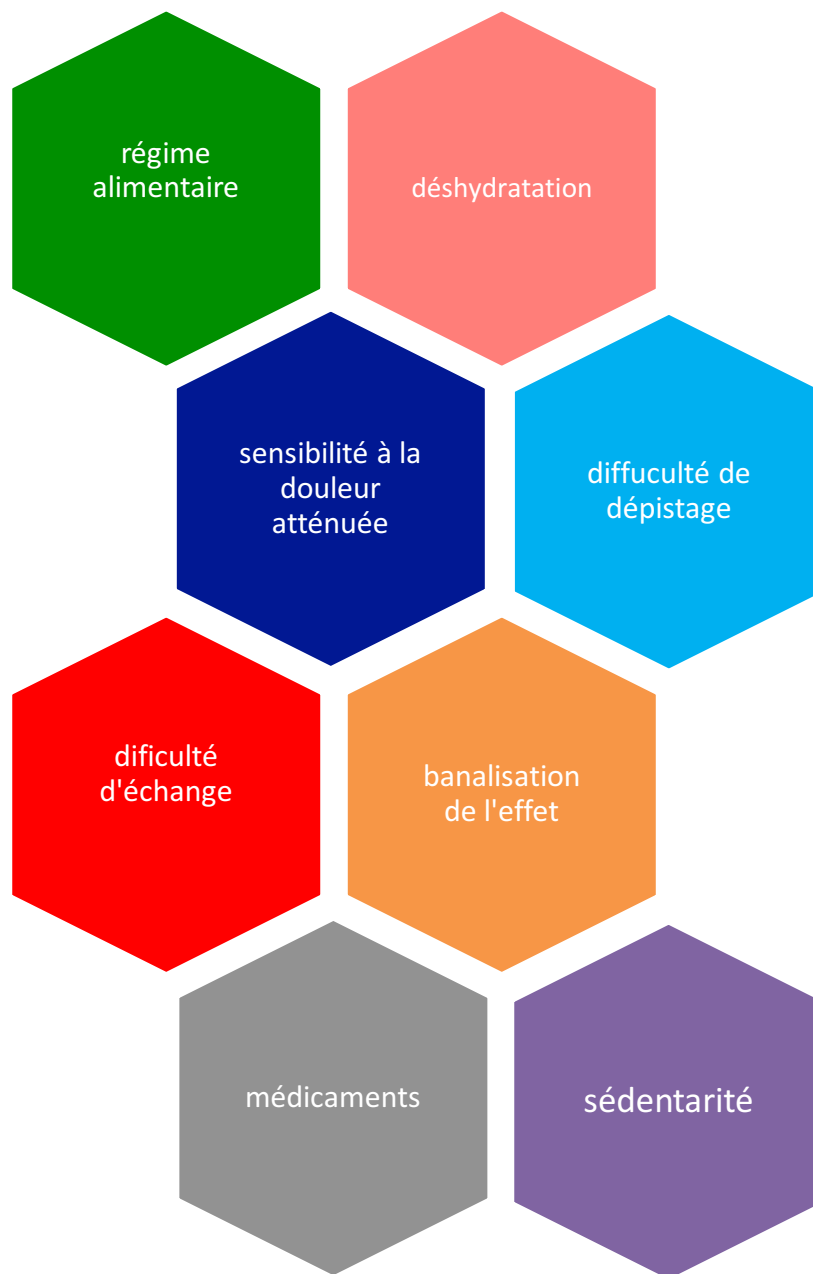 régime
alimentaire
déshydratation
sensibilité à la
douleur
atténuée
diffuculté de
dépistage
dificulté
d'échange
banalisation
de l'effet
médicaments
sédentarité